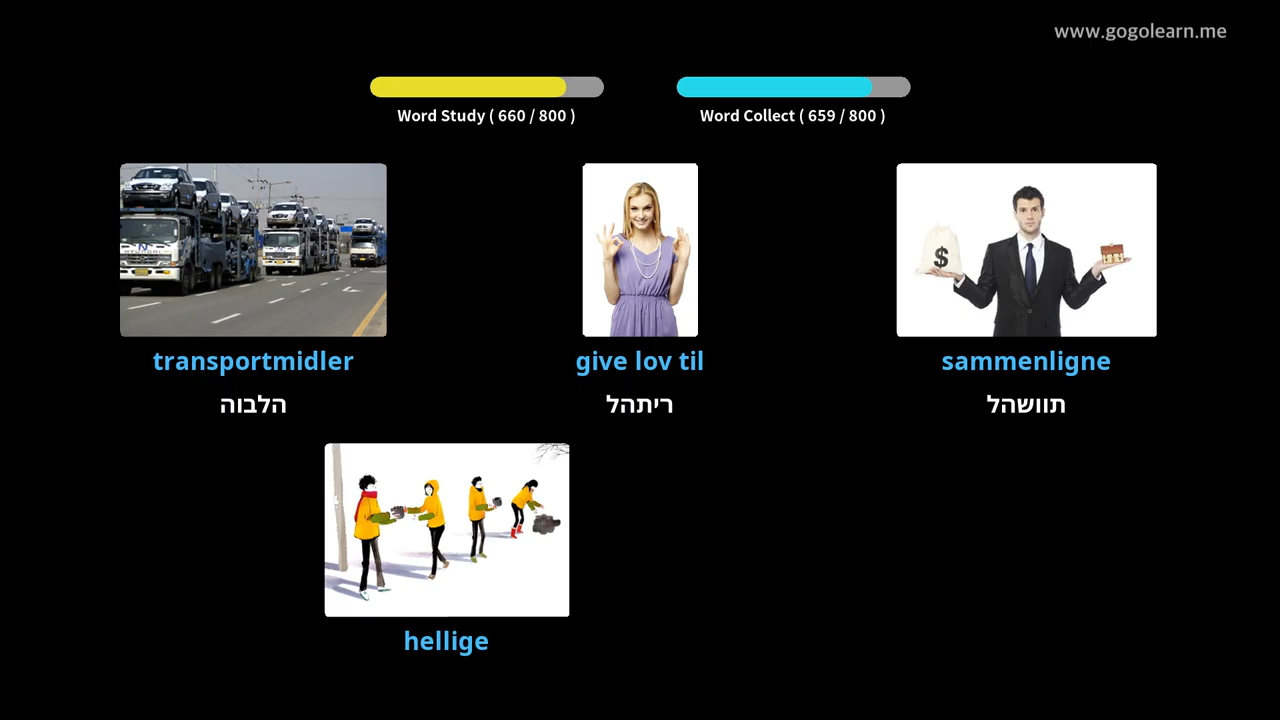 www.gogolearn.me
Word Study ( 660 / 800 )
Word Collect ( 659 / 800 )
transportmidler
give lov til
sammenligne
הלבוה
ריתהל
תוושהל
hellige